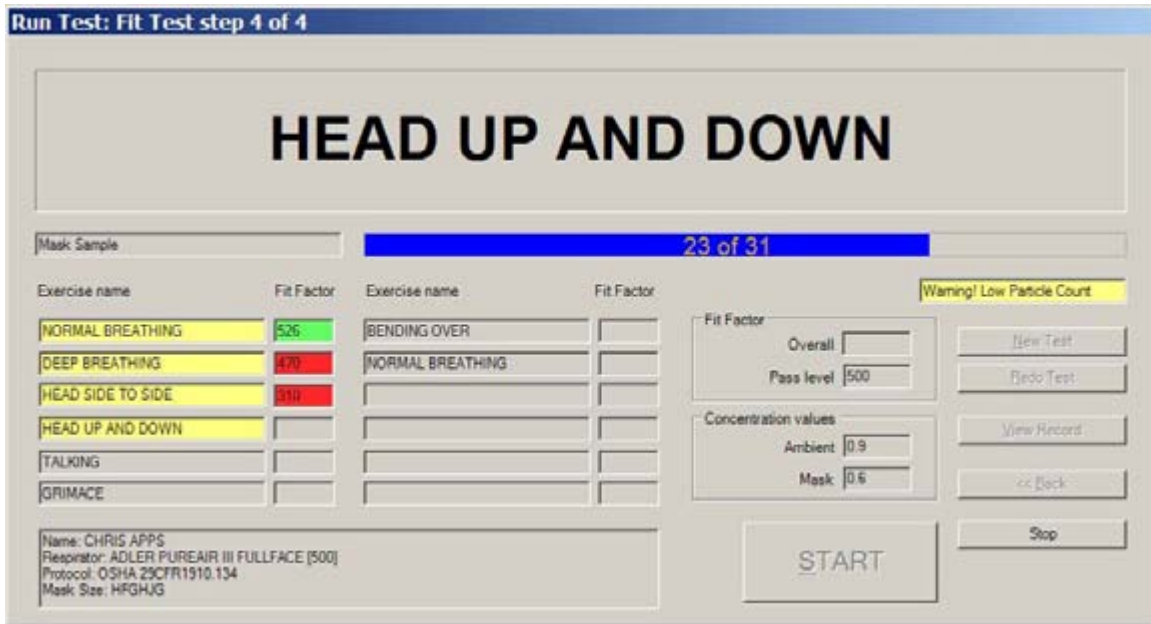 Run Test: Fit Test step 4 of 4
HEAD UP AND DOWN
Mask Sample
23 of 31
Exercise name Fit Factor Exercise name Fit Factor
Warning! Low Particle Count
NORMAL BREATHING 526 BENDING OVER
DEEP BREATHING 470 NORMAL BREATHING
HEAD SIDE TO SIDE 310
HEAD UP AND DOWN
TALKING
GRIMACE
Fit Factor
Overall
Pass level 500
Concentration values
Ambient 0.9
Mask 0.6
New Test
Redo Test
View Record
<< Back
Stop
START
Name: CHRIS APPS
Respirator: ADLER PUREAIR III FULLFACE [500]
Protocol: OSHA 29CFR1910.134
Mask Size: HFGHJG